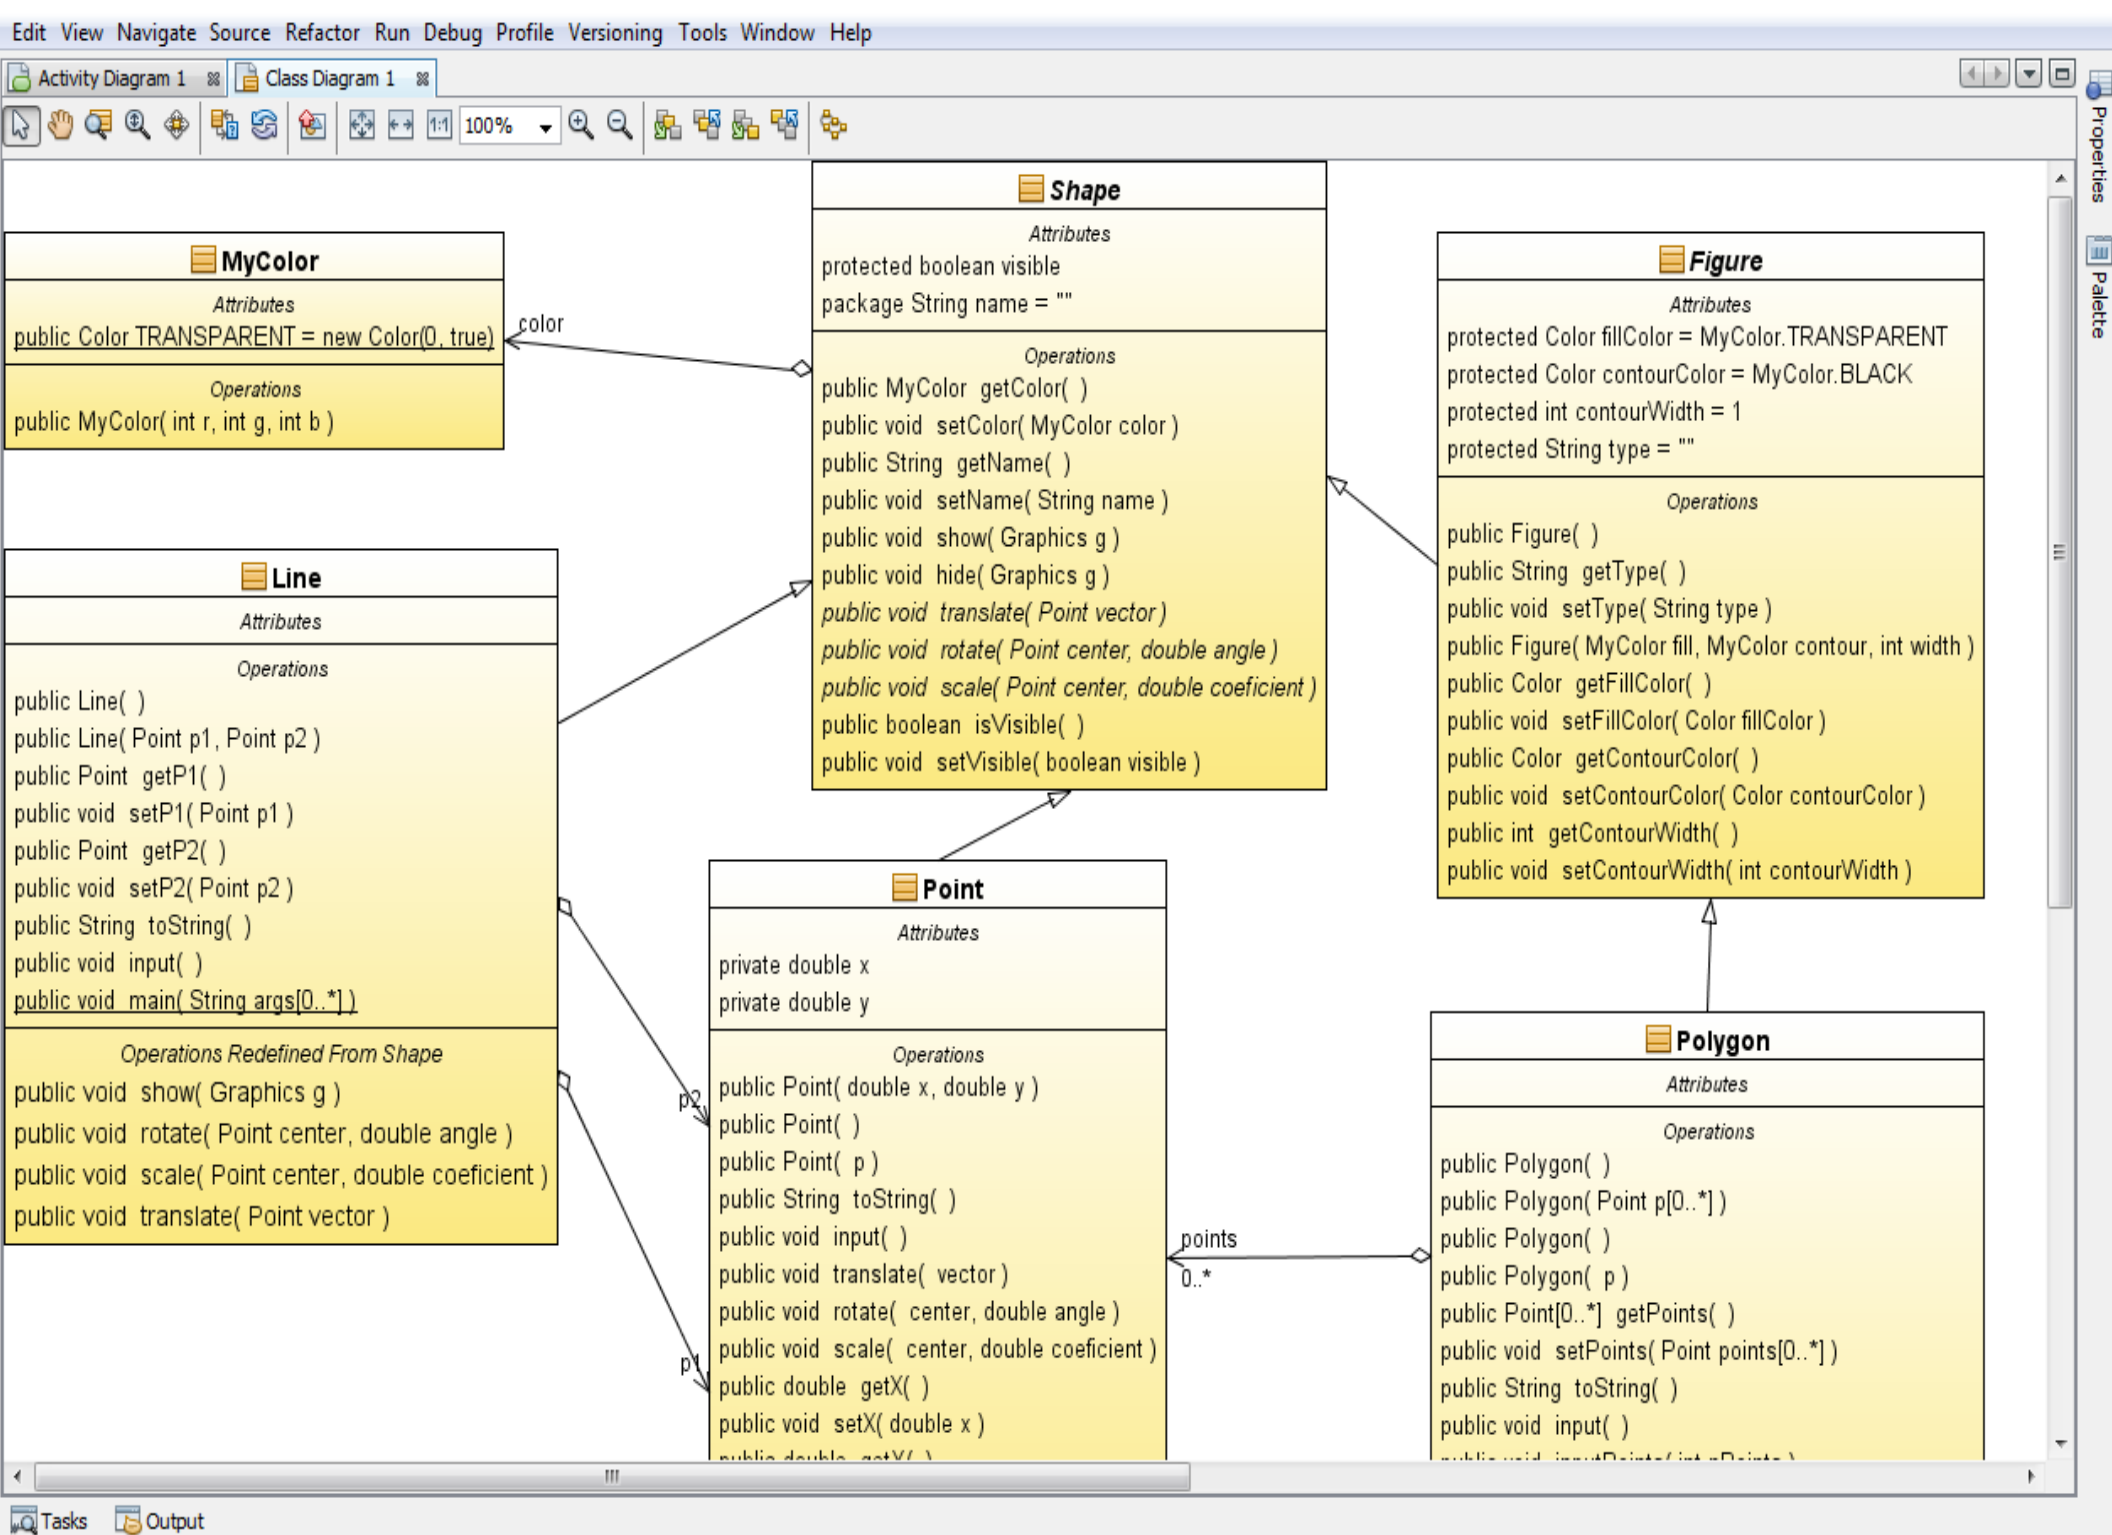 Edit View Navigate Source Refactor Run Debug Profile Versioning Tools Window Help
Activity Diagram 1
Class Diagram 1
1:1
100%
Properties
Palette
MyColor
Attributes
public Color TRANSPARENT = new Color(0, true)
Operations
public MyColor( int r, int g, int b )
color
Shape
Attributes
protected boolean visible
package String name = ""
Operations
public MyColor getColor( )
public void setColor( MyColor color )
public String getName( )
public void setName( String name )
public void show( Graphics g )
public void hide( Graphics g )
public void translate( Point vector )
public void rotate( Point center, double angle )
public void scale( Point center, double coeficient )
public boolean isVisible( )
public void setVisible( boolean visible )
Figure
Attributes
protected Color fillColor = MyColor.TRANSPARENT
protected Color contourColor = MyColor.BLACK
protected int contourWidth = 1
protected String type = ""
Operations
public Figure( )
public String getType( )
public void setType( String type )
public Figure( MyColor fill, MyColor contour, int width )
public Color getFillColor( )
public void setFillColor( Color fillColor )
public Color getContourColor( )
public void setContourColor( Color contourColor )
public int getContourWidth( )
public void setContourWidth( int contourWidth )
Line
Attributes
Operations
public Line( )
public Line( Point p1, Point p2 )
public Point getP1( )
public void setP1( Point p1 )
public Point getP2( )
public void setP2( Point p2 )
public String toString( )
public void input( )
public void main( String args[0..*] )
Operations Redefined From Shape
public void show( Graphics g )
public void rotate( Point center, double angle )
public void scale( Point center, double coeficient )
public void translate( Point vector )
p2
p1
Point
Attributes
private double x
private double y
Operations
public Point( double x, double y )
public Point( )
public Point( p )
public String toString( )
public void input( )
public void translate( vector )
public void rotate( center, double angle )
public void scale( center, double coeficient )
public double getX( )
public void setX( double x )
public double getY( )
points
0..*
Polygon
Attributes
Operations
public Polygon( )
public Polygon( Point p[0..*] )
public Polygon( )
public Polygon( p )
public Point[0..*] getPoints( )
public void setPoints( Point points[0..*] )
public String toString( )
public void input( )
public void inputPoints( int nPoints )
Tasks
Output